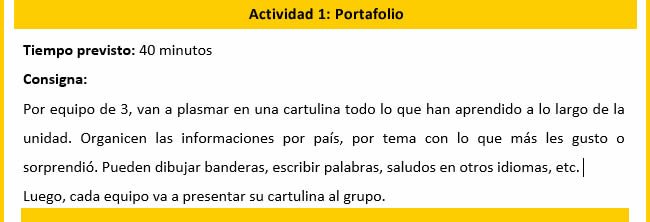 Actividad 1: Portafolio
Tiempo previsto: 40 minutos
Consigna:
Por equipo de 3, van a plasmar en una cartulina todo lo que han aprendido a lo largo de la
unidad. Organicen las informaciones por país, por tema con lo que más les gusto o
sorprendió. Pueden dibujar banderas, escribir palabras, saludos en otros idiomas, etc.
Luego, cada equipo va a presentar su cartulina al grupo.